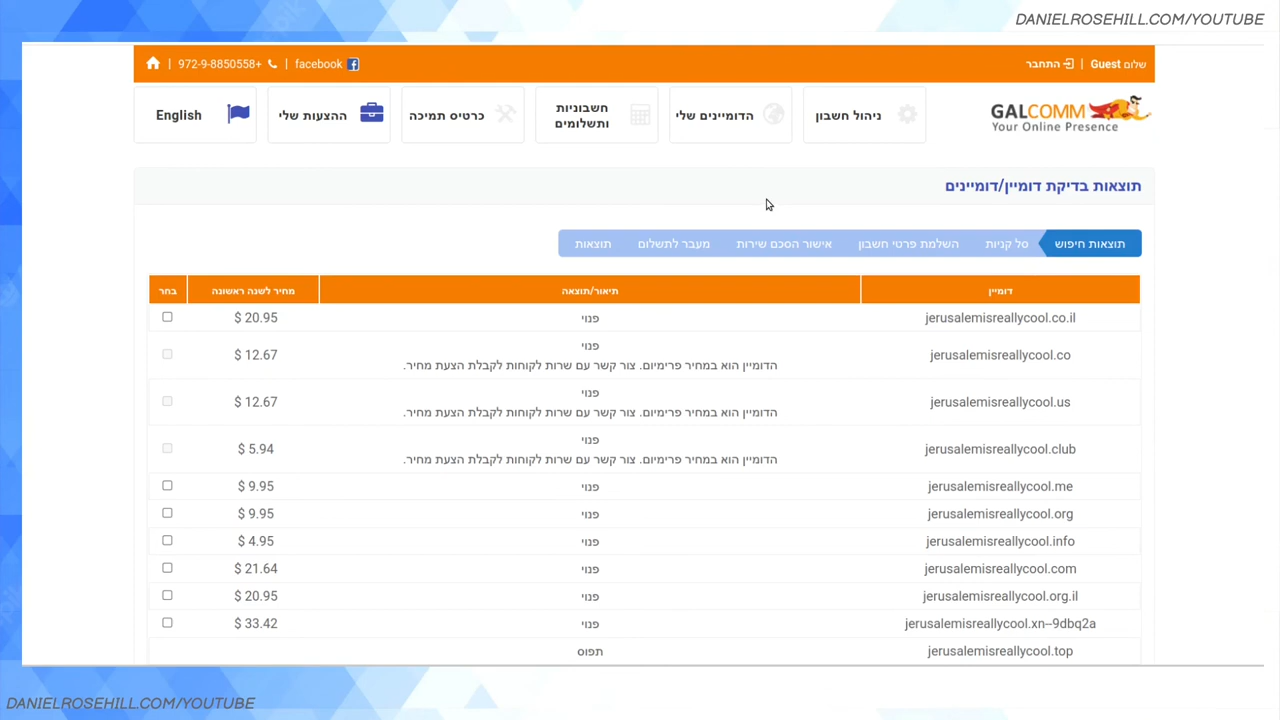 DANIELROSEHILL.COM/YOUTUBE
שלום Guest | התחבר
facebook | 972-9-8850558+ |
GALCOMM
Your Online Presence
ניהול חשבון
הדומיינים שלי
חשבוניות
ותשלומים
כרטיס תמיכה
ההצעות שלי
English
תוצאות בדיקת דומיין/דומיינים
תוצאות חיפוש
סל קניות
השלמת פרטי חשבון
אישור הסכם שירות
מעבר לתשלום
תוצאות
דומיין תיאור/תוצאה מחיר לשנה ראשונה בחר
jerusalemisreallycool.co.il פנוי $ 20.95
jerusalemisreallycool.co פנוי $ 12.67
הדומיין הוא במחיר פרימיום. צור קשר עם שרות לקוחות לקבלת הצעת מחיר.
jerusalemisreallycool.us פנוי $ 12.67
הדומיין הוא במחיר פרימיום. צור קשר עם שרות לקוחות לקבלת הצעת מחיר.
jerusalemisreallycool.club פנוי $ 5.94
הדומיין הוא במחיר פרימיום. צור קשר עם שרות לקוחות לקבלת הצעת מחיר.
jerusalemisreallycool.me פנוי $ 9.95
jerusalemisreallycool.org פנוי $ 9.95
jerusalemisreallycool.info פנוי $ 4.95
jerusalemisreallycool.com פנוי $ 21.64
jerusalemisreallycool.org.il פנוי $ 20.95
jerusalemisreallycool.xn--9dbq2a פנוי $ 33.42
jerusalemisreallycool.top תפוס
DANIELROSEHILL.COM/YOUTUBE